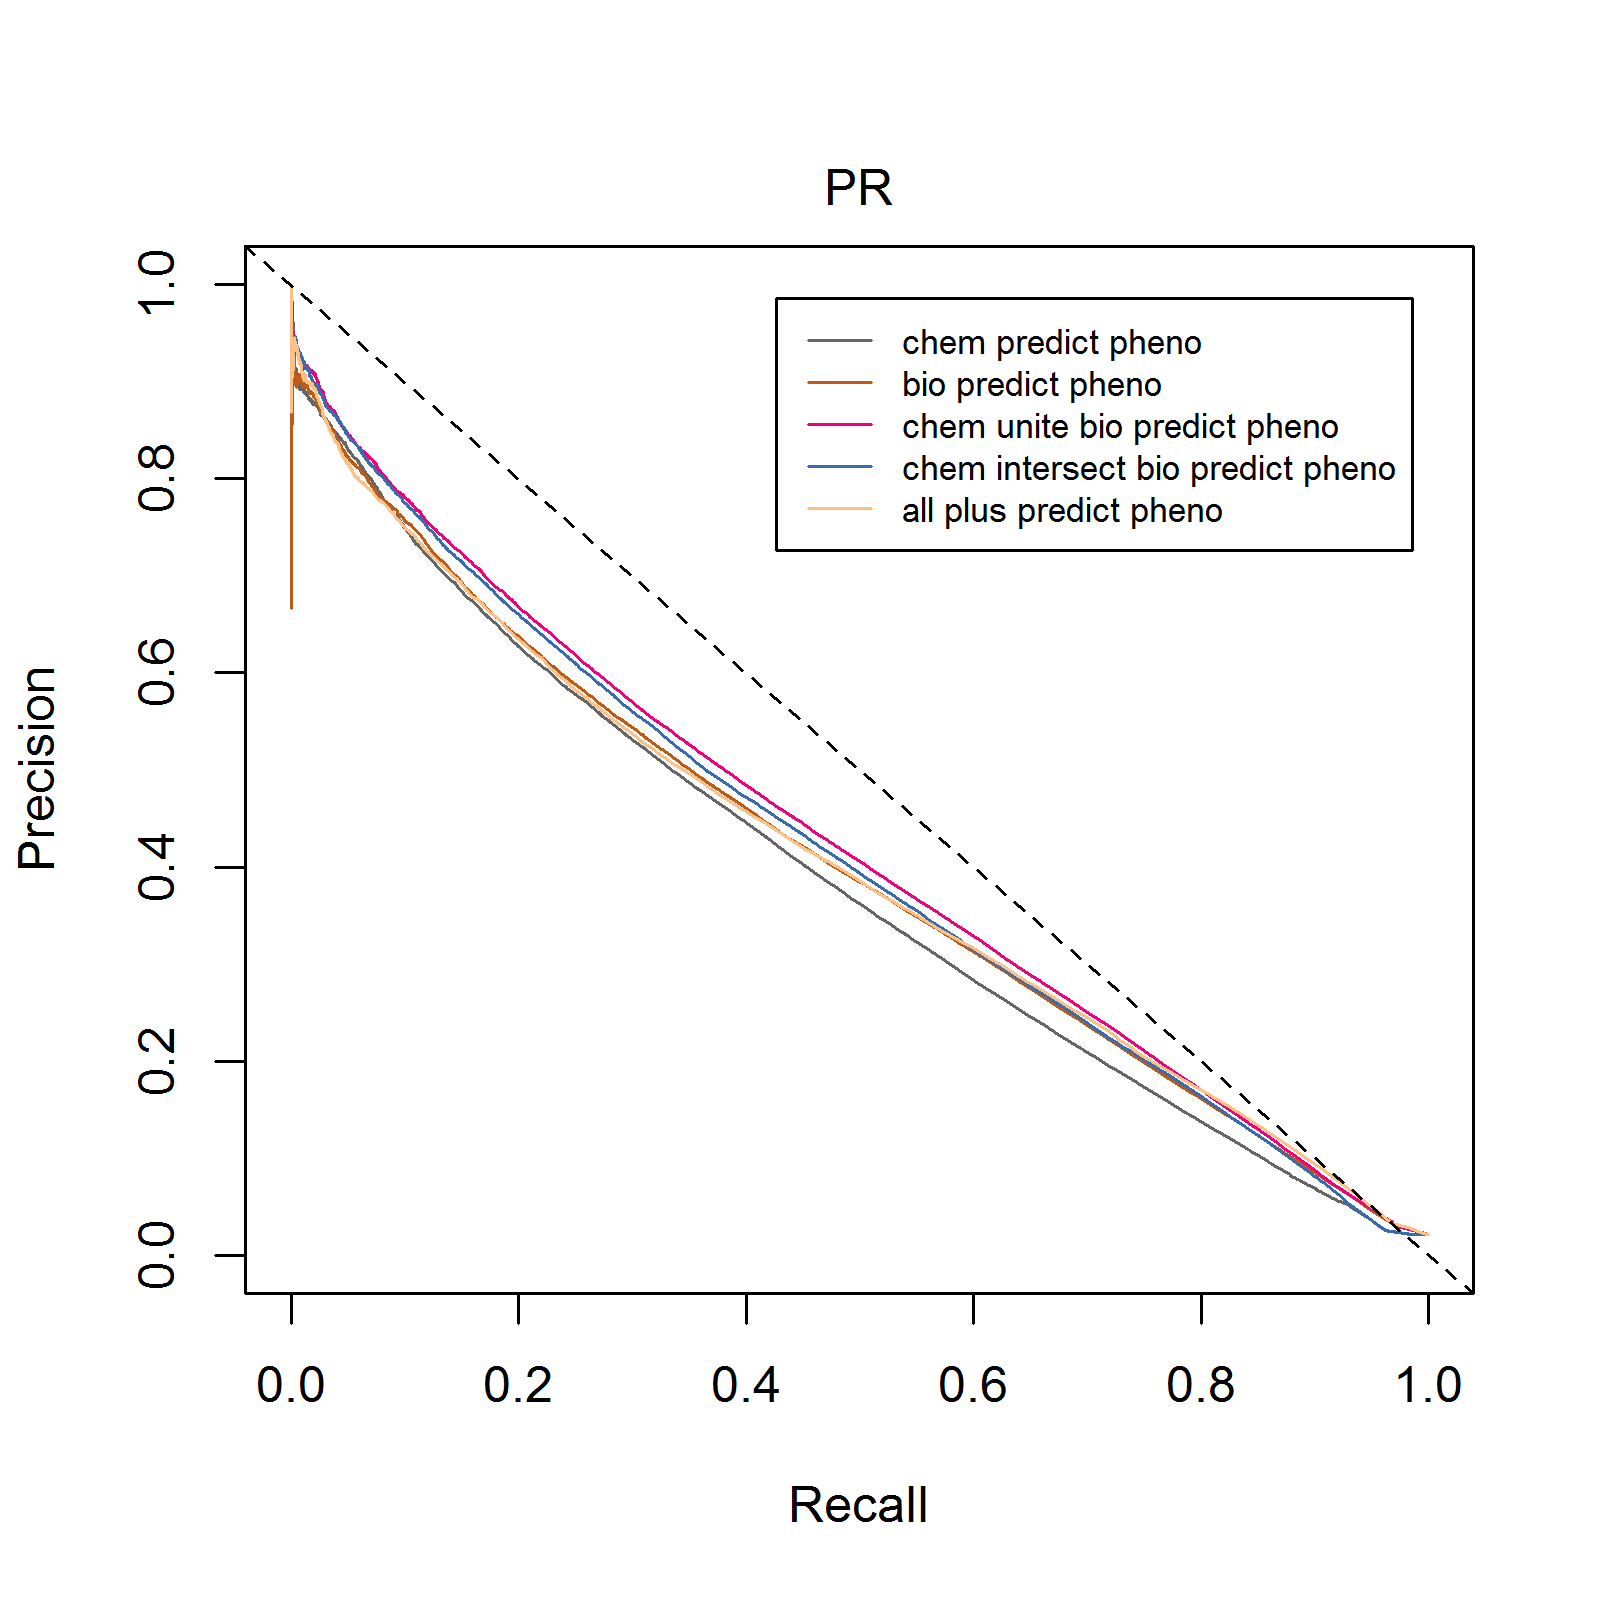 PR
1.0
0.8
0.6
0.4
0.2
0.0
Precision
chem predict pheno
bio predict pheno
chem unite bio predict pheno
chem intersect bio predict pheno
all plus predict pheno
0.0 0.2 0.4 0.6 0.8 1.0
Recall